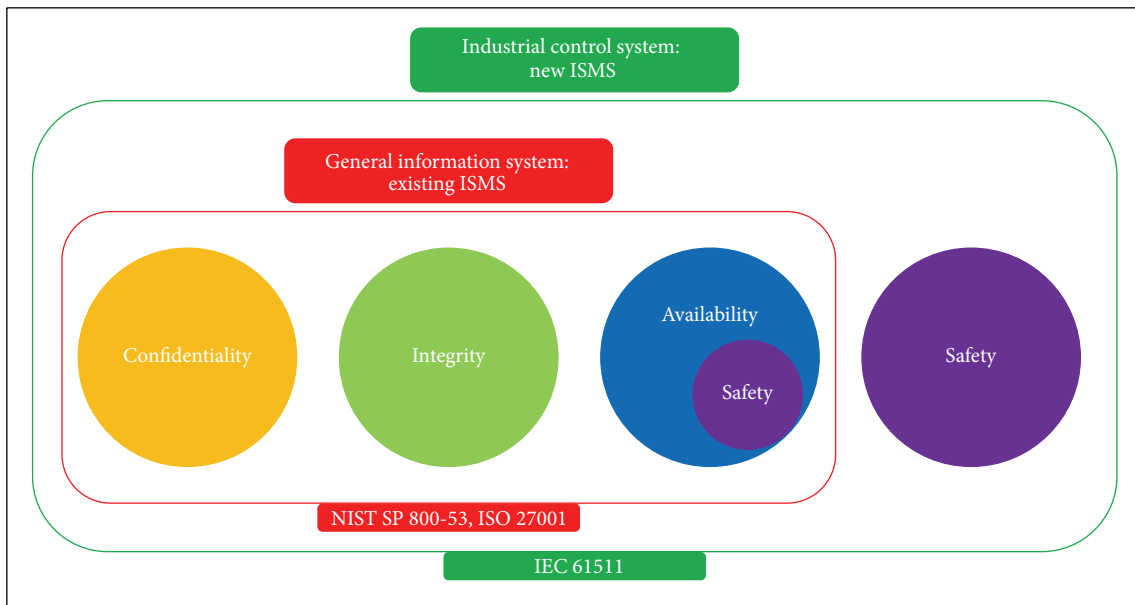 Industrial control system:
new ISMS
General information system:
existing ISMS
Confidentiality
Integrity
Availability
Safety
Safety
NIST SP 800-53, ISO 27001
IEC 61511